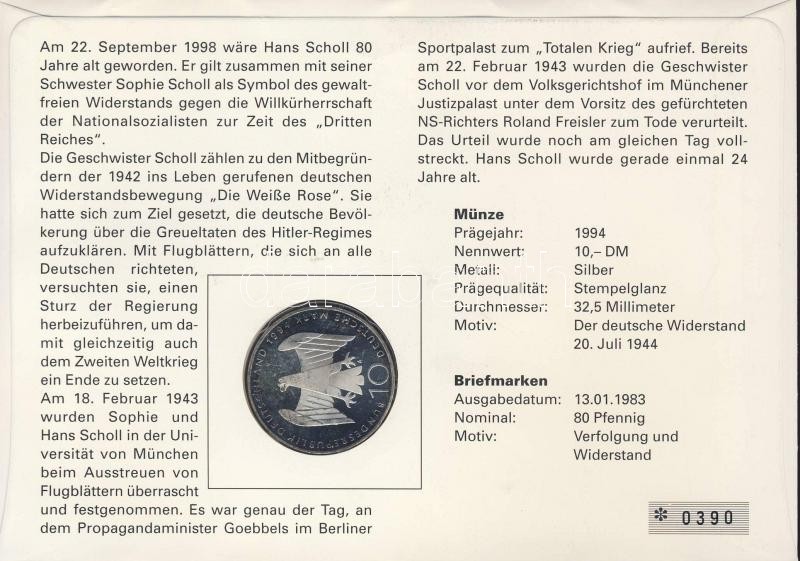 Am 22. September 1998 wäre Hans Scholl 80
Jahre alt geworden. Er gilt zusammen mit seiner
Schwester Sophie Scholl als Symbol des gewalt-
freien Widerstands gegen die Willkürherrschaft
der Nationalsozialisten zur Zeit des „Dritten
Reiches“.
Die Geschwister Scholl zählen zu den Mitbegrün-
dern der 1942 ins Leben gerufenen deutschen
Widerstandsbewegung „Die Weiße Rose“. Sie
hatte sich zum Ziel gesetzt, die deutsche Bevöl-
kerung über die Greueltaten des Hitler-Regimes
aufzuklären. Mit Flugblättern, die sich an alle
Deutschen richteten,
versuchten sie, einen
Sturz der Regierung
herbeizuführen, um da-
mit gleichzeitig auch
dem Zweiten Weltkrieg
ein Ende zu setzen.
Am 18. Februar 1943
wurden Sophie und
Hans Scholl in der Uni-
versität von München
beim Ausstreuen von
Flugblättern überrascht
und festgenommen. Es war genau der Tag, an
dem Propagandaminister Goebbels im Berliner
BUNDESREPUBLIK DEUTSCHLAND 1994
10
DEUTSCHE MARK
Sportpalast zum „Totalen Krieg“ aufrief. Bereits
am 22. Februar 1943 wurden die Geschwister
Scholl vor dem Volksgerichtshof im Münchener
Justizpalast unter dem Vorsitz des gefürchteten
NS-Richters Roland Freisler zum Tode verurteilt.
Das Urteil wurde noch am gleichen Tag voll-
streckt. Hans Scholl wurde gerade einmal 24
Jahre alt.
Münze
Prägejahr: 1994
Nennwert: 10,– DM
Metall: Silber
Prägequalität: Stempelglanz
Durchmesser: 32,5 Millimeter
Motiv: Der deutsche Widerstand
20. Juli 1944
Briefmarken
Ausgabedatum: 13.01.1983
Nominal: 80 Pfennig
Motiv: Verfolgung und
Widerstand
* 0390